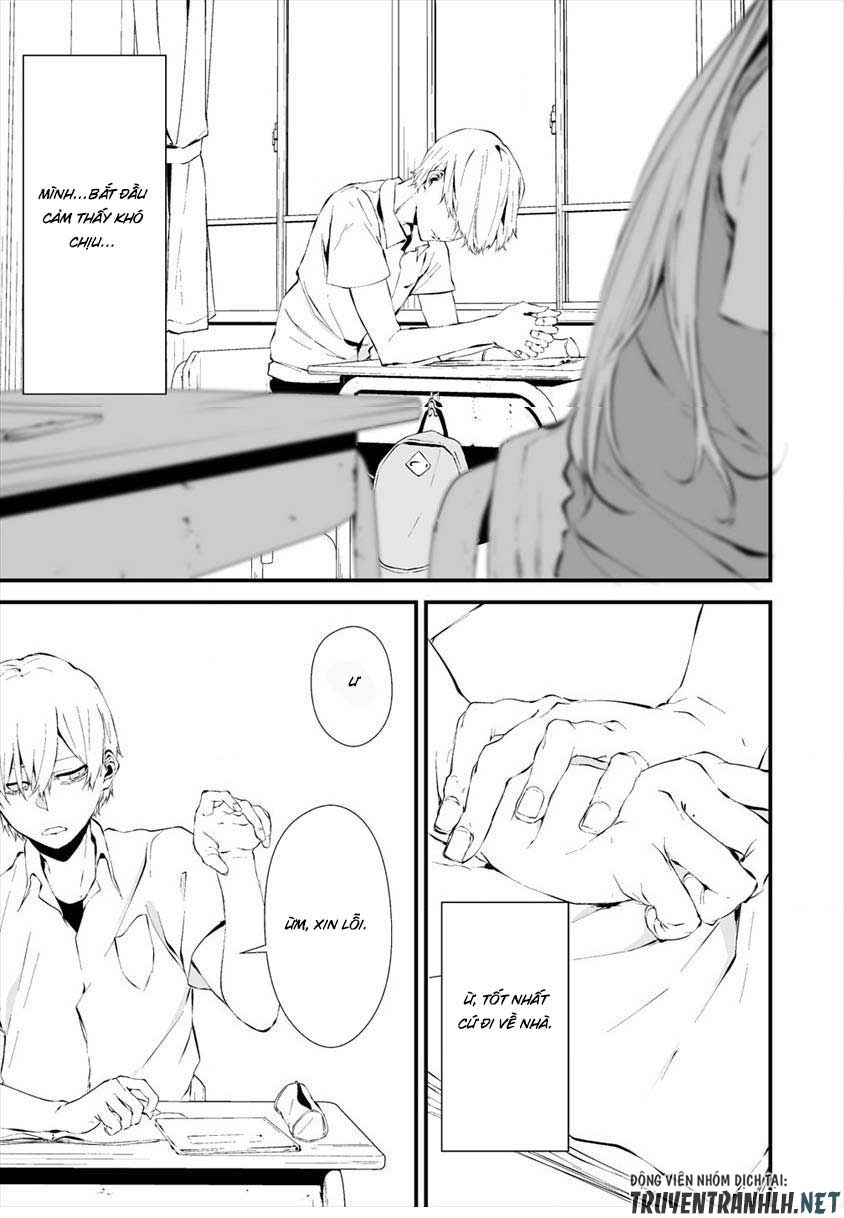 MÌNH...BẮT ĐẦU
CẢM THẤY KHÓ
CHỊU...
Ừ, TỐT NHẤT
CỨ ĐI VỀ NHÀ.
Ư
ỪM, XIN LỖI.
ĐỘNG VIÊN NHÓM DỊCH TẠI:
TRUYENTRANHLH.NET